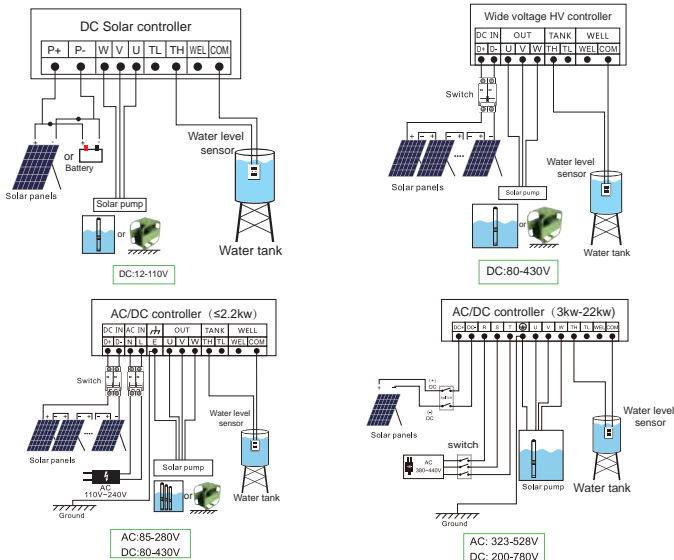 DC Solar controller
P+ P- W V U TL TH WEL COM
+ - + -
or
Battery
Solar panels
Water level
sensor
Solar pump
or
Water tank
DC:12-110V
Wide voltage HV controller
DC IN OUT TANK WELL
D+ D- U V W TH TL WEL COM
Switch
+ - + - + -
....
Solar panels
Water level
sensor
Solar pump
or
Water tank
DC:80-430V
AC/DC controller（≤2.2kw）
DC IN AC IN OUT TANK WELL
D+ D- N L E U V W TH TL WEL COM
Switch
+ - + - + -
....
Solar panels
Water level
sensor
Solar pump
AC
110V~240V
or
Water tank
Ground
AC:85-280V
DC:80-430V
AC/DC controller（3kw-22kw）
DC+ DC- R S T U V W TH TL WEL COM
(+)
DC
+ -
switch
(-)
DC
Solar panels
Water level
sensor
switch
AC
380-440V
Solar pump
Water tank
Ground
AC: 323-528V
DC: 200-780V